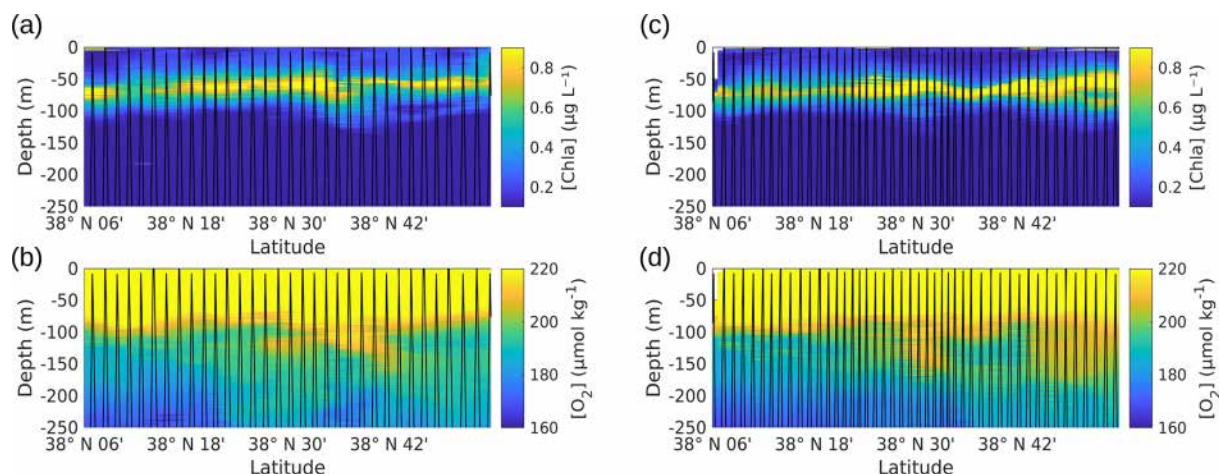 (a)
0
-50
-100
-150
-200
-250
Depth (m)
38° N 06' 38° N 18' 38° N 30' 38° N 42'
Latitude
0.8
0.6
0.4
0.2
[Chla] (µg L⁻¹)
(c)
0
-50
-100
-150
-200
-250
Depth (m)
38° N 06' 38° N 18' 38° N 30' 38° N 42'
Latitude
0.8
0.6
0.4
0.2
[Chla] (µg L⁻¹)
(b)
0
-50
-100
-150
-200
-250
Depth (m)
38° N 06' 38° N 18' 38° N 30' 38° N 42'
Latitude
220
200
180
160
[O₂] (µmol kg⁻¹)
(d)
0
-50
-100
-150
-200
-250
Depth (m)
38° N 06' 38° N 18' 38° N 30' 38° N 42'
Latitude
220
200
180
160
[O₂] (µmol kg⁻¹)